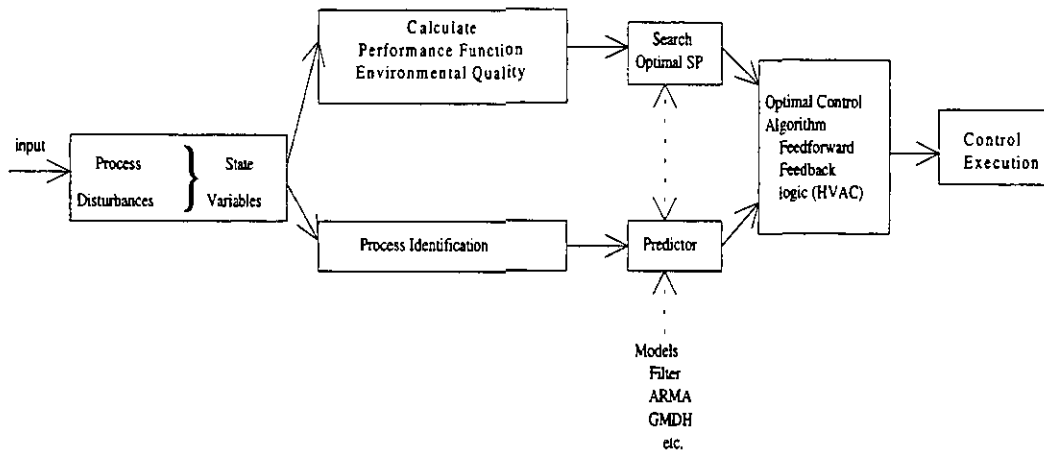 Calculate
Performance Function
Environmental Quality
Search
Optimal SP
input
Process
Disturbances
}
State
Variables
Optimal Control
Algorithm
Feedforward
Feedback
logic (HVAC)
Control
Execution
Process Identification
Predictor
Models
Filter
ARMA
GMDH
etc.